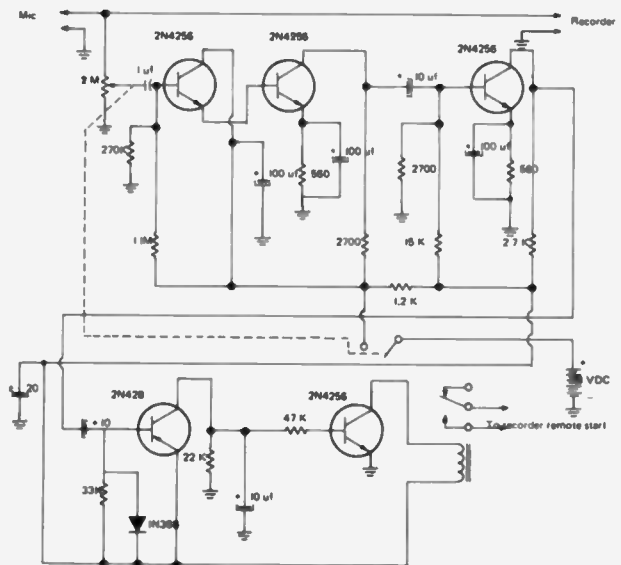 Mic
Recorder
2N4256
2N4256
2N4256
2 M
1 uf
+
10 uf
270K
+
100 uf
560
+
100 uf
2700
+
100 uf
560
1.1M
2700
15 K
2.7 K
1.2 K
+
20
+
VDC
-
2N428
2N4256
+ 10
47 K
To recorder remote start
22 K
33K
+
10 uf